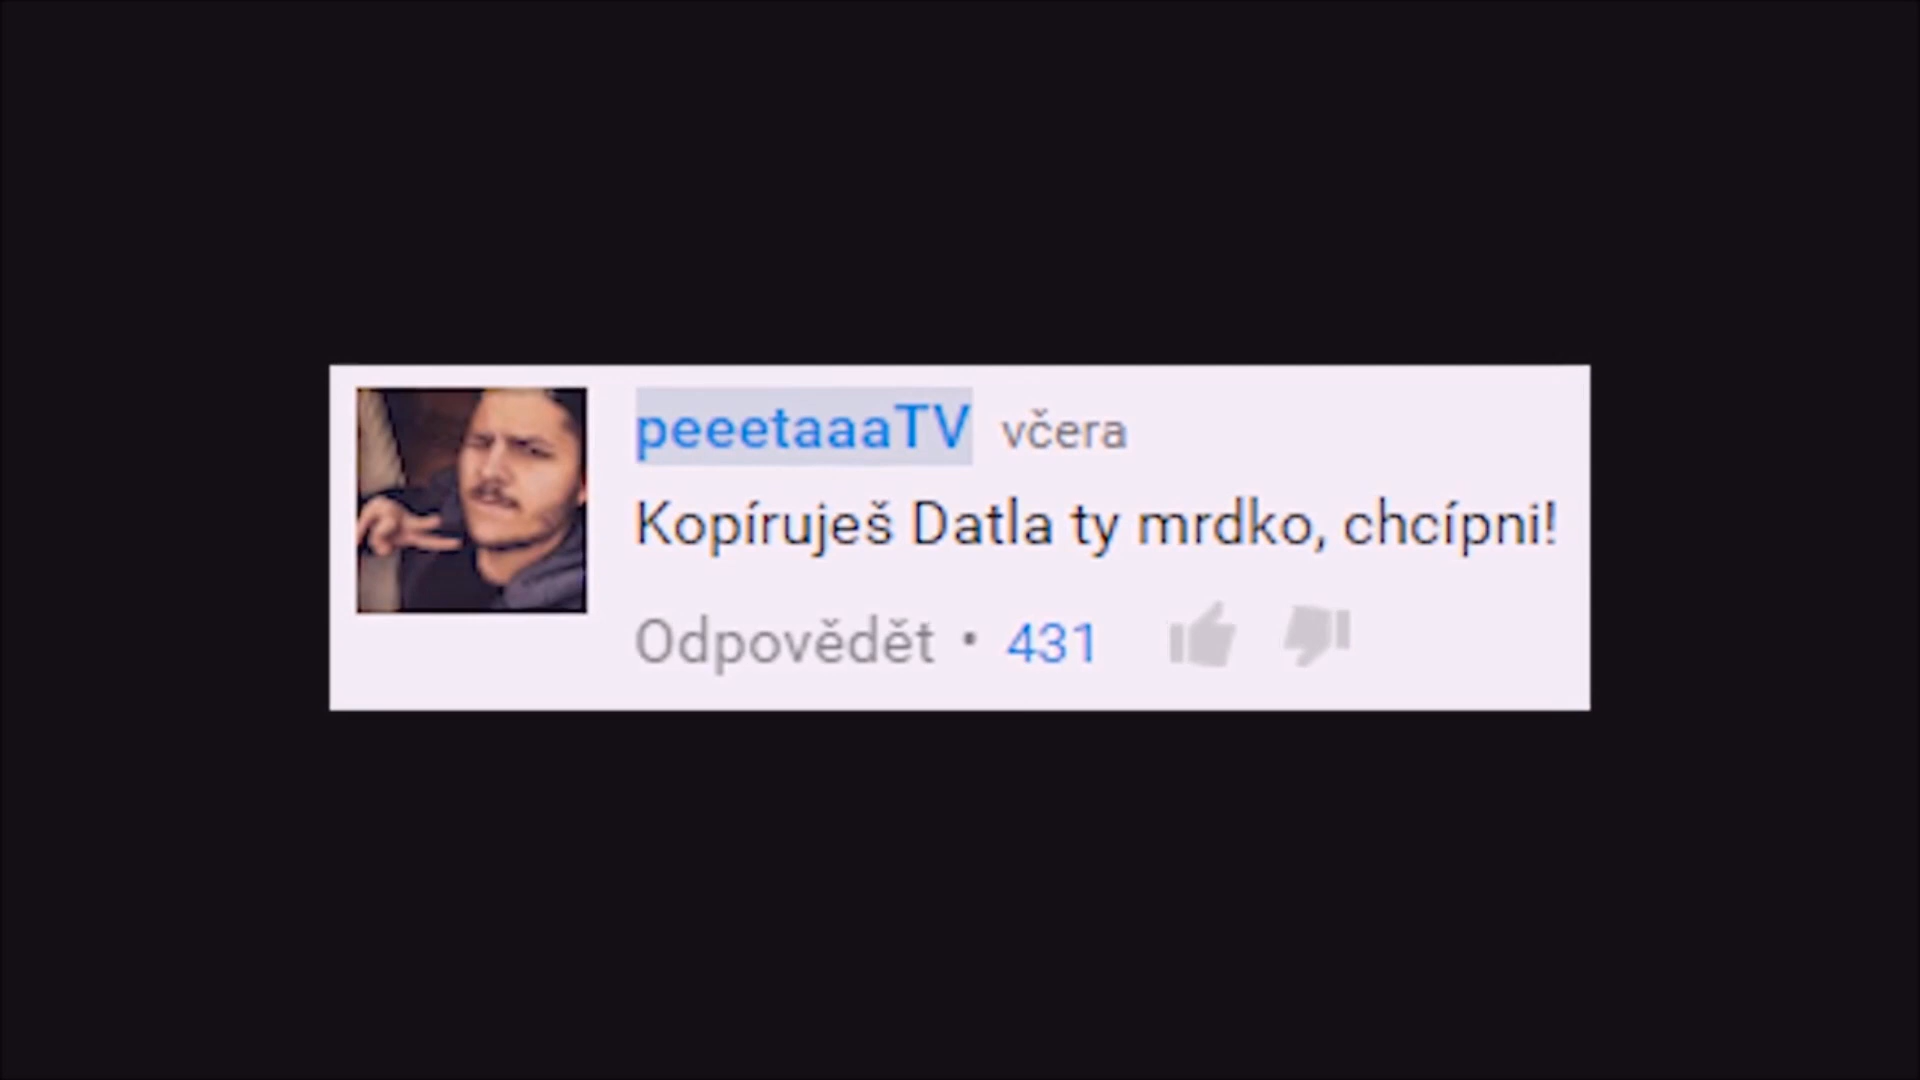 peeetaaaTV včera
Kopíruješ Datla ty mrdko, chcípni!
Odpovědět • 431